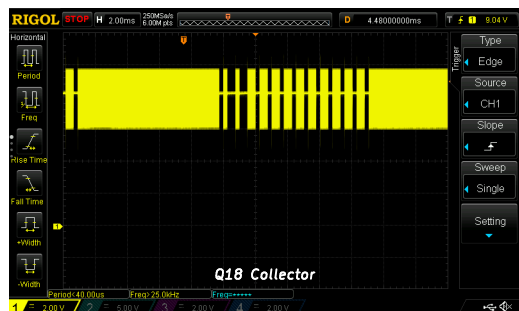 RIGOL STOP H 2.00ms 250MSa/s 6.00M pts D 4.48000000ms T 1 9.04 V
Horizontal
Period
Freq
Rise Time
Fall Time
+Width
-Width
Trigger
Type
Edge
Source
CH1
Slope
Sweep
Single
Setting
T
1
Q18 Collector
Period<40.00us Freq>25.0kHz Freq=*****
1 = 2.00 V 2 = 5.00 V 3 = 2.00 V 4 = 2.00 V